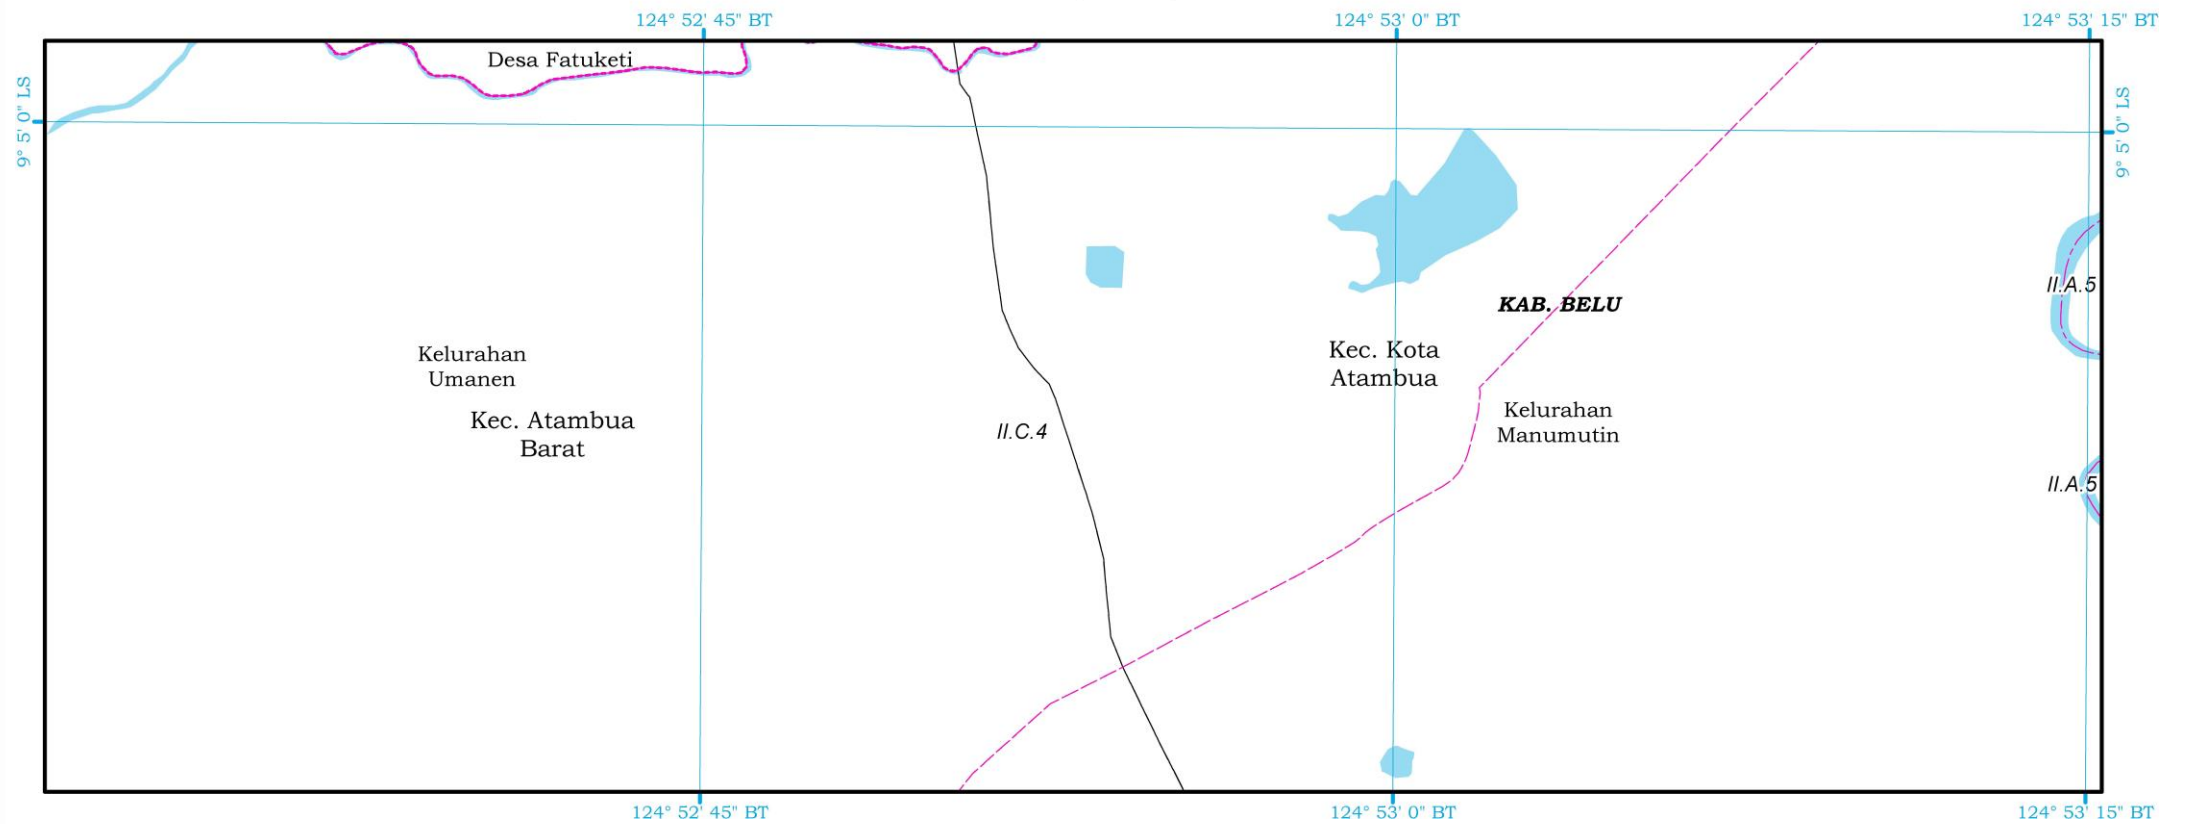 124° 52' 45" BT
124° 53' 0" BT
124° 53' 15" BT
Desa Fatuketi
9° 5' 0" LS
9° 5' 0" LS
II.A.5
KAB. BELU
Kelurahan
Umanen
Kec. Kota
Atambua
Kec. Atambua
Barat
II.C.4
Kelurahan
Manumutin
II.A.5
124° 52' 45" BT
124° 53' 0" BT
124° 53' 15" BT